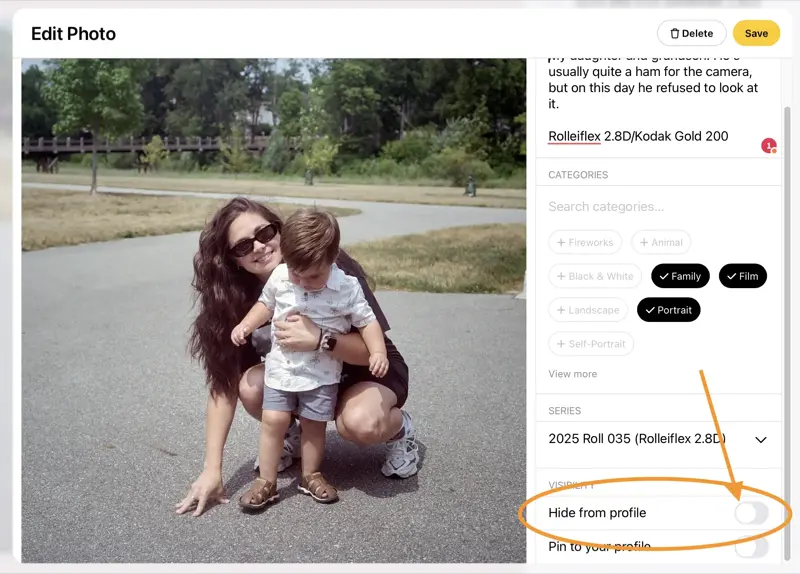 Edit Photo
Delete
Save
My daughter and grandson. He's
usually quite a ham for the camera,
but on this day he refused to look at
it.
Rolleiflex 2.8D/Kodak Gold 200
1
CATEGORIES
Search categories...
+ Fireworks
+ Animal
+ Black & White
✓ Family
✓ Film
+ Landscape
✓ Portrait
+ Self-Portrait
View more
SERIES
2025 Roll 035 (Rolleiflex 2.8D)
VISIBILITY
Hide from profile
Pin to your profile